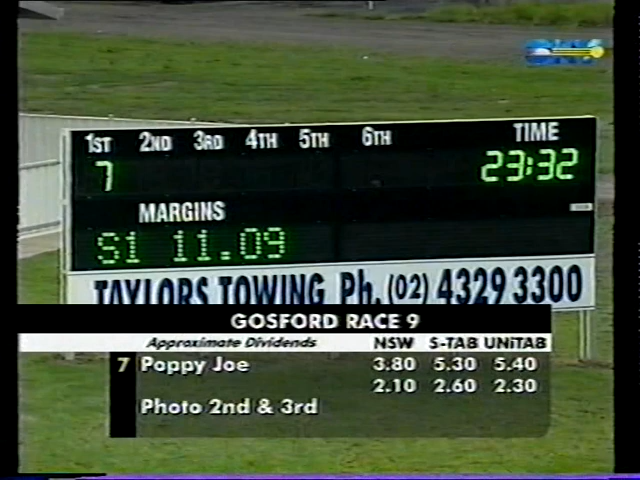 SKY
1ST 2ND 3RD 4TH 5TH 6TH TIME
7 23:32
MARGINS
S1 11.09
TAYLORS TOWING Ph. (02) 4329 3300
GOSFORD RACE 9
Approximate Dividends NSW S-TAB UNiTAB
7 Poppy Joe 3.80 5.30 5.40
2.10 2.60 2.30
Photo 2nd & 3rd